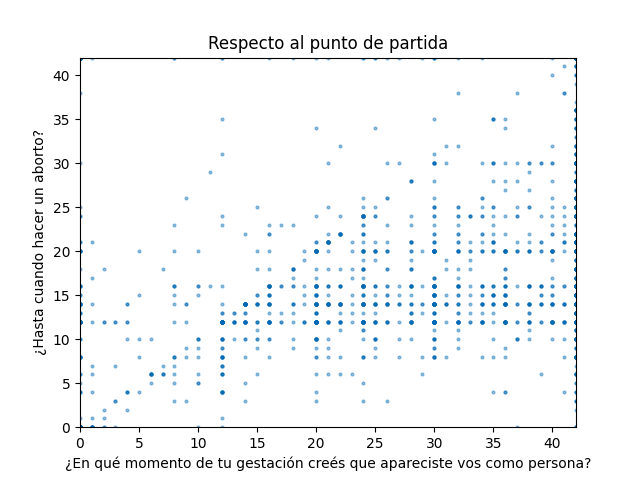 Respecto al punto de partida
¿Hasta cuando hacer un aborto?
40
35
30
25
20
15
10
5
0
0 5 10 15 20 25 30 35 40
¿En qué momento de tu gestación creés que apareciste vos como persona?